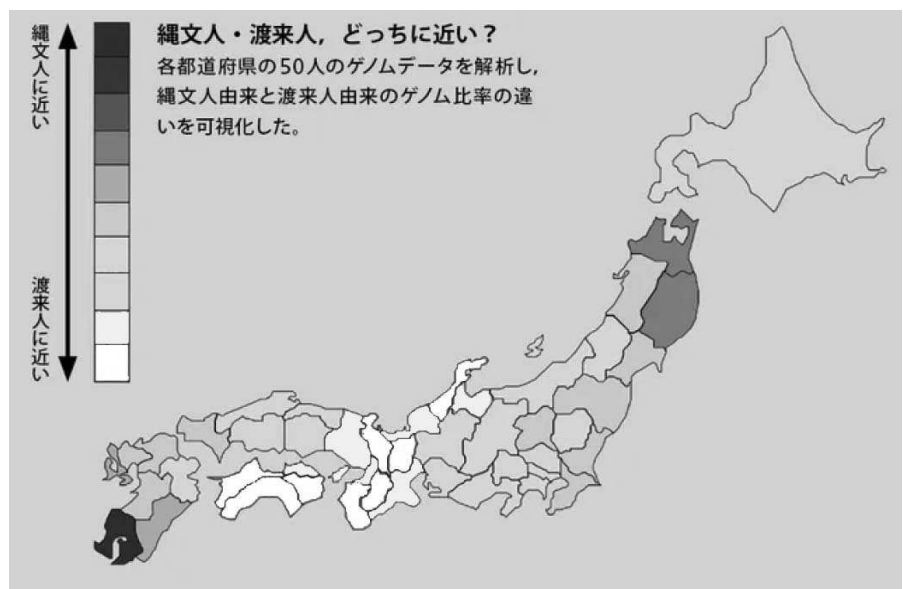 縄文人に近い
渡来人に近い
縄文人・渡来人,どっちに近い?
各都道府県の50人のゲノムデータを解析し,
縄文人由来と渡来人由来のゲノム比率の違
いを可視化した。